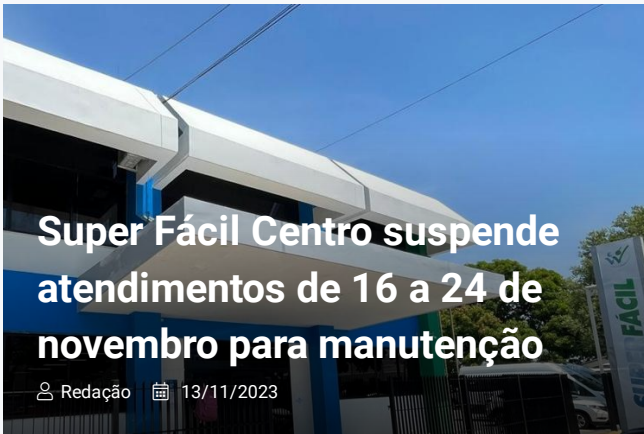 Super Fácil Centro suspende
atendimentos de 16 a 24 de
novembro para manutenção
Redação 13/11/2023
FÁCIL